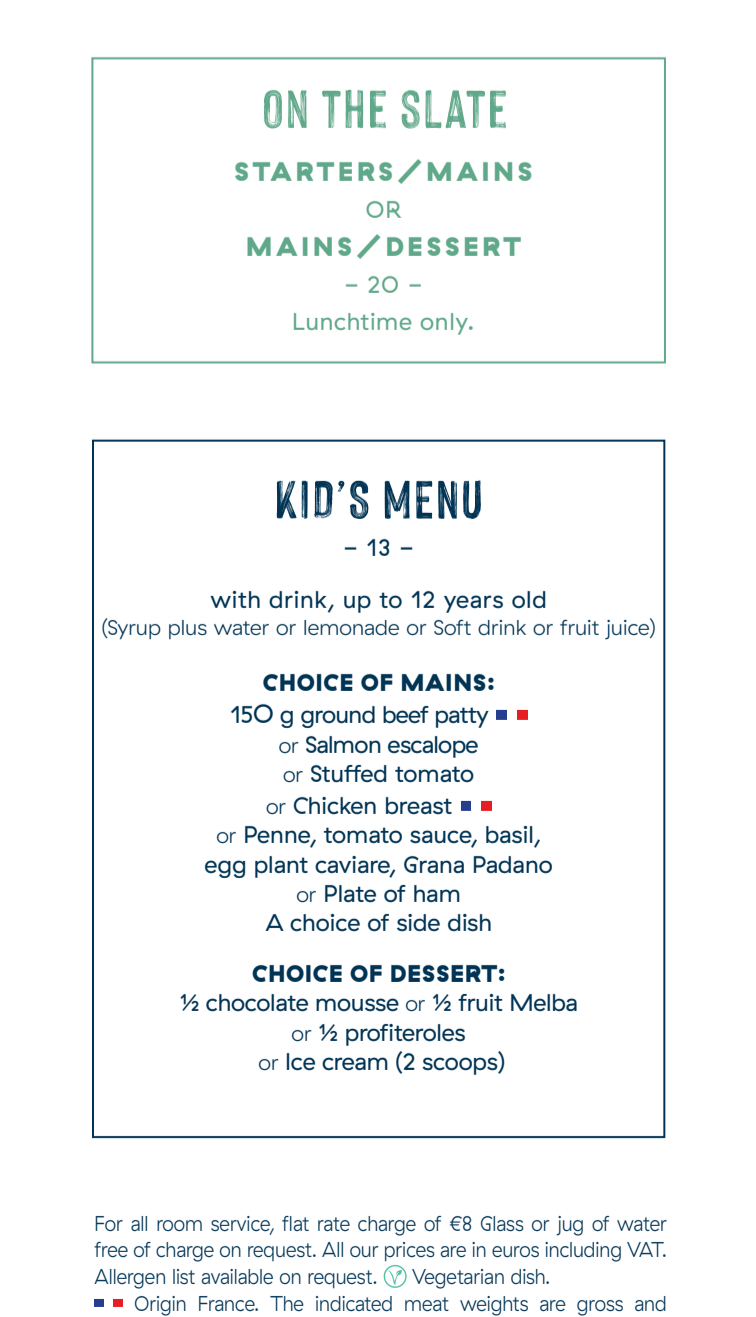 ON THE SLATE
STARTERS/MAINS
OR
MAINS/DESSERT
– 20 –
Lunchtime only.
KID'S MENU
– 13 –
with drink, up to 12 years old
(Syrup plus water or lemonade or Soft drink or fruit juice)
CHOICE OF MAINS:
150 g ground beef patty
or Salmon escalope
or Stuffed tomato
or Chicken breast
or Penne, tomato sauce, basil,
egg plant caviare, Grana Padano
or Plate of ham
A choice of side dish
CHOICE OF DESSERT:
½ chocolate mousse or ½ fruit Melba
or ½ profiteroles
or Ice cream (2 scoops)
For all room service, flat rate charge of €8 Glass or jug of water
free of charge on request. All our prices are in euros including VAT.
Allergen list available on request. Vegetarian dish.
Origin France. The indicated meat weights are gross and